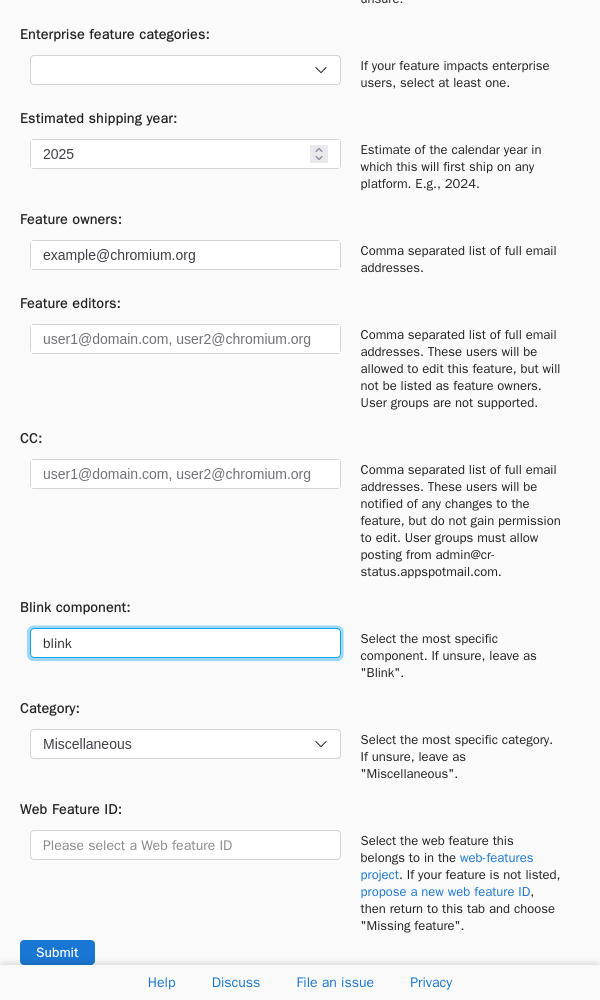 unsure.
Enterprise feature categories:
If your feature impacts enterprise
users, select at least one.
Estimated shipping year:
2025
Estimate of the calendar year in
which this will first ship on any
platform. E.g., 2024.
Feature owners:
example@chromium.org
Comma separated list of full email
addresses.
Feature editors:
user1@domain.com, user2@chromium.org
Comma separated list of full email
addresses. These users will be
allowed to edit this feature, but will
not be listed as feature owners.
User groups are not supported.
CC:
user1@domain.com, user2@chromium.org
Comma separated list of full email
addresses. These users will be
notified of any changes to the
feature, but do not gain permission
to edit. User groups must allow
posting from admin@cr-
status.appspotmail.com.
Blink component:
blink
Select the most specific
component. If unsure, leave as
"Blink".
Category:
Miscellaneous
Select the most specific category.
If unsure, leave as
"Miscellaneous".
Web Feature ID:
Please select a Web feature ID
Select the web feature this
belongs to in the web-features
project. If your feature is not listed,
propose a new web feature ID,
then return to this tab and choose
"Missing feature".
Submit
Help Discuss File an issue Privacy